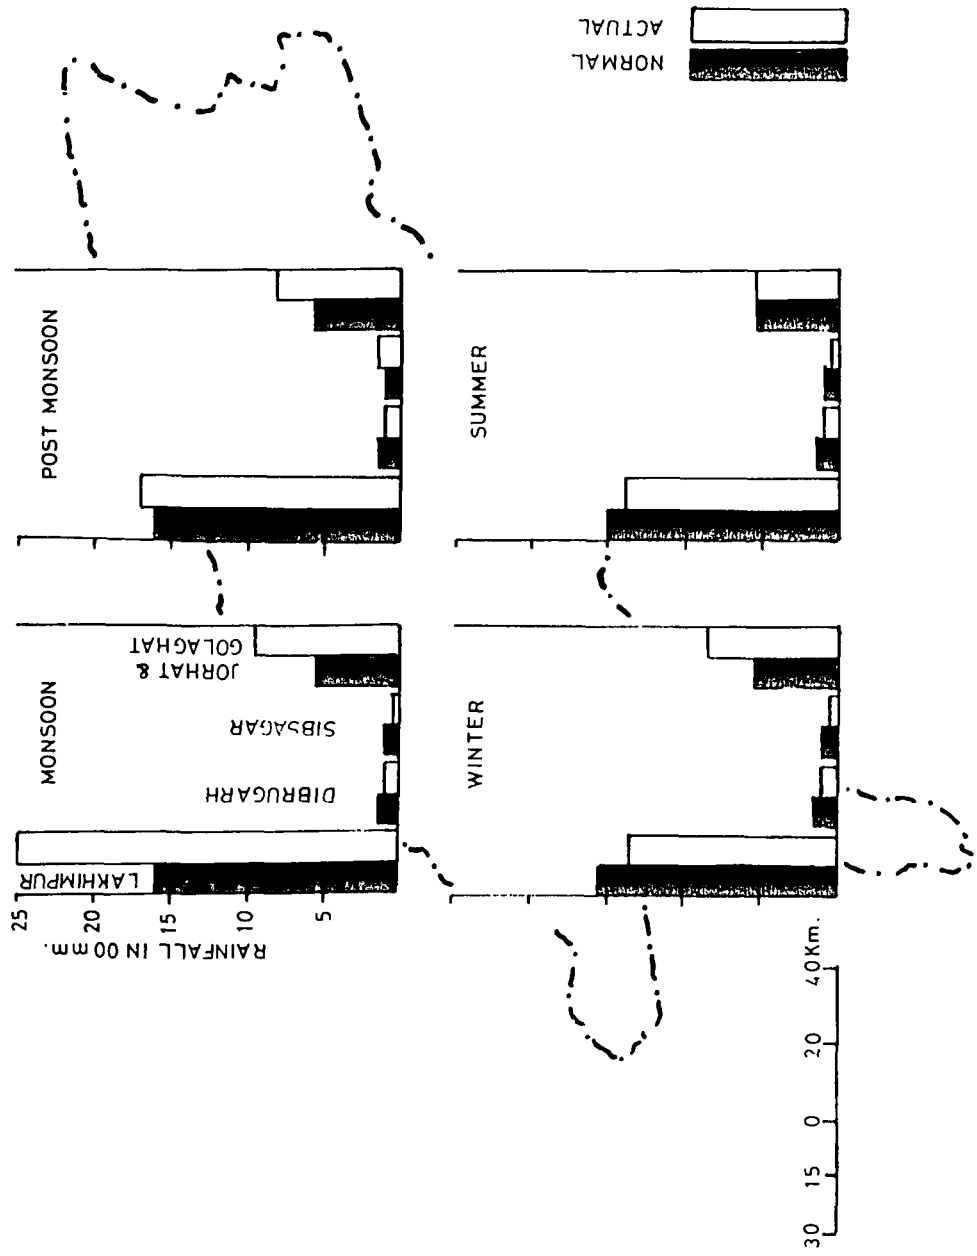 ACTUAL
NORMAL
POST MONSOON
SUMMER
MONSOON
JORHAT &
GOLAGHAT
SIBSAGAR
DIBRUGARH
LAKHIMPUR
25
20
15
10
5
RAINFALL IN 00 mm.
WINTER
30 15 0 20 40Km.